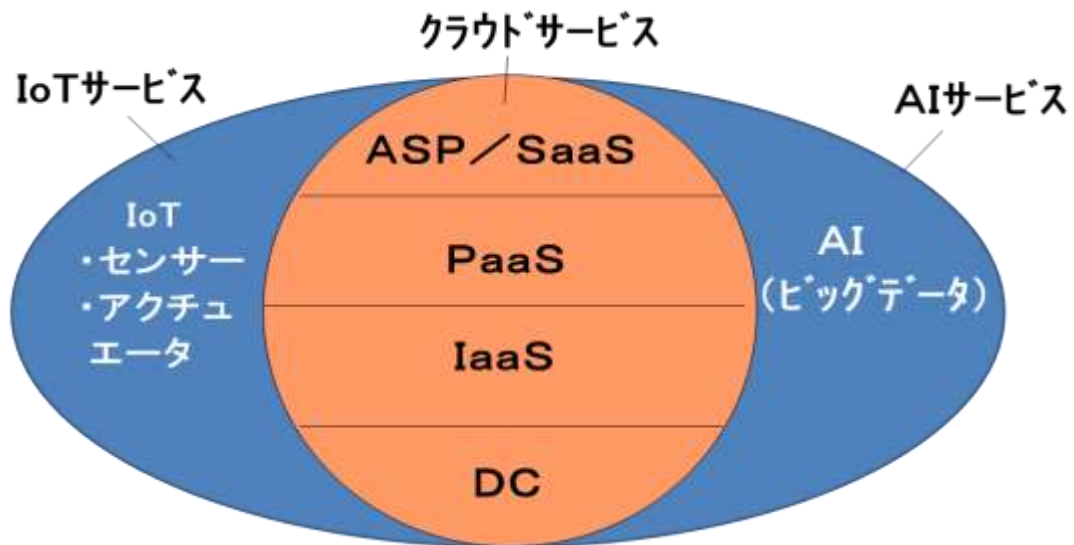 クラウドサービス
IoTサービス
AIサービス
ASP／SaaS
IoT
・センサー
・アクチュ
エータ
PaaS
AI
（ビッグデータ）
IaaS
DC